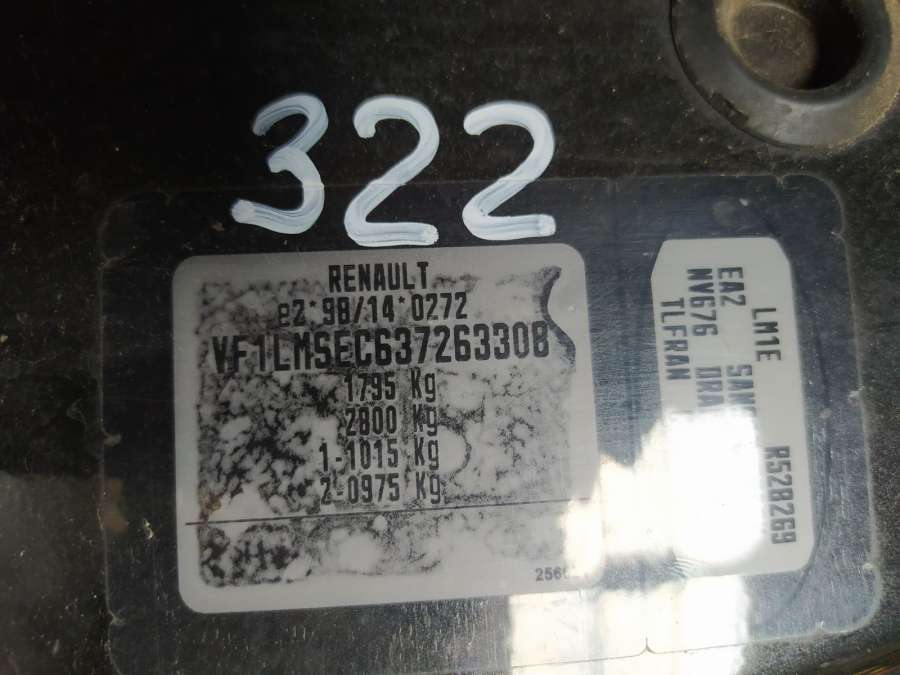 322
RENAULT
e2*98/14*0272
VF1LMSEC637263308
1795 Kg
2800 Kg
1-1015 Kg
2-0975 Kg
LM1E R528269
EA2
NV676
TLFRAN